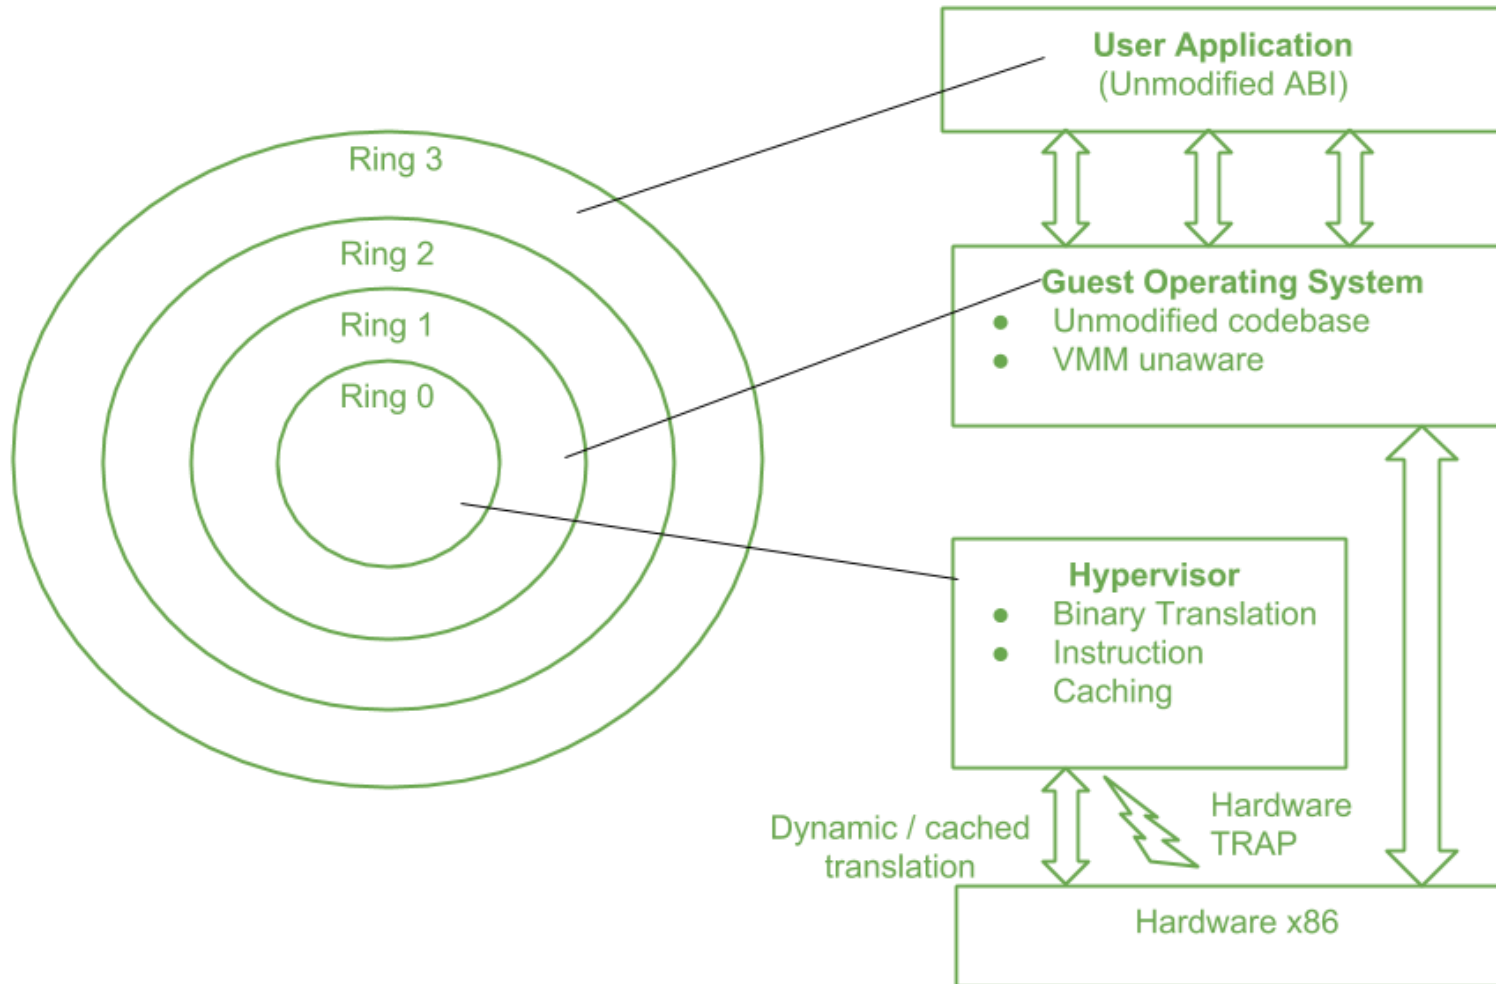 User Application
(Unmodified ABI)
Ring 3
Ring 2
Ring 1
Ring 0
Guest Operating System
● Unmodified codebase
● VMM unaware
Hypervisor
● Binary Translation
● Instruction
Caching
Dynamic / cached
translation
Hardware
TRAP
Hardware x86